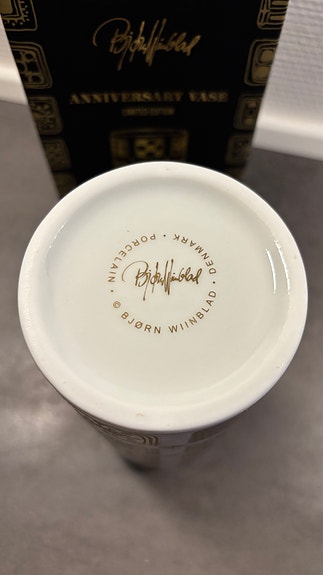 Bjørn Wiinblad
ANNIVERSARY VASE
LIMITED EDITION
Bjørn Wiinblad
© BJØRN WIINBLAD • DENMARK • PORCELAIN •